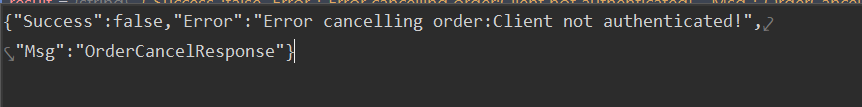 {"Success":false,"Error":"Error cancelling order:Client not authenticated!",
"Msg":"OrderCancelResponse"}